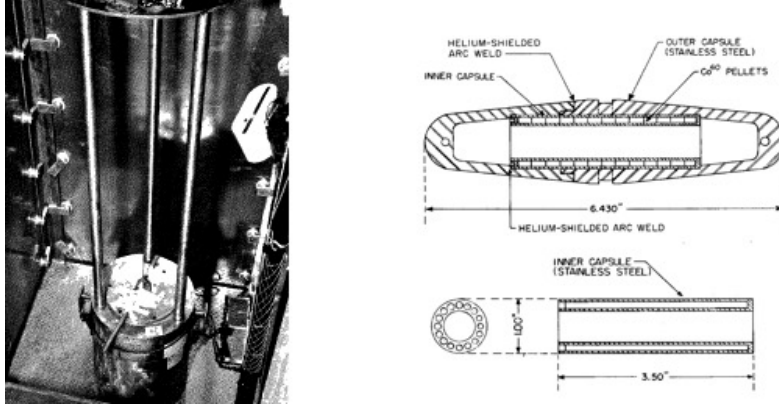 HELIUM-SHIELDED
ARC WELD
OUTER CAPSULE
(STAINLESS STEEL)
INNER CAPSULE
Co60 PELLETS
6.430"
HELIUM-SHIELDED ARC WELD
INNER CAPSULE
(STAINLESS STEEL)
1.00"
3.50"